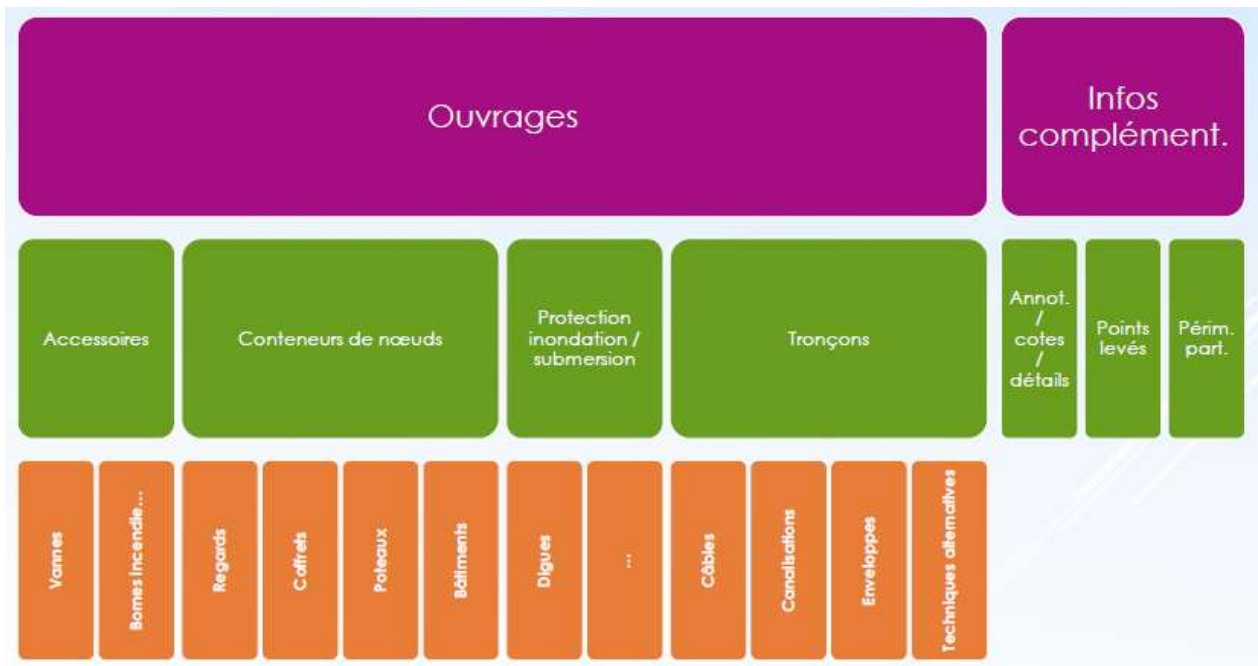 Ouvrages
Infos
complément.
Accessoires
Conteneurs de nœuds
Protection
inondation /
submersion
Tronçons
Annot.
/
cotes
/
détails
Points
levés
Périm.
part.
Vannes
Bornes incendie...
Regards
Coffrets
Poteaux
Bâtiments
Digues
...
Câbles
Canalisations
Enveloppes
Techniques alternatives